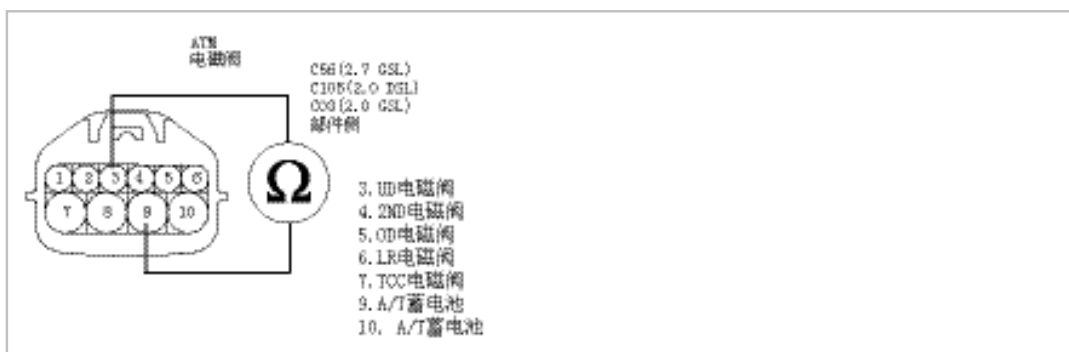 ATM
电磁阀
C56(2.7 GSL)
C105(2.0 DSL)
C03(2.0 GSL)
部件侧
1 2 3 4 5 6
7 8 9 10
Ω
3.UD电磁阀
4.2ND电磁阀
5.OD电磁阀
6.LR电磁阀
7.TCC电磁阀
9.A/T蓄电池
10. A/T蓄电池